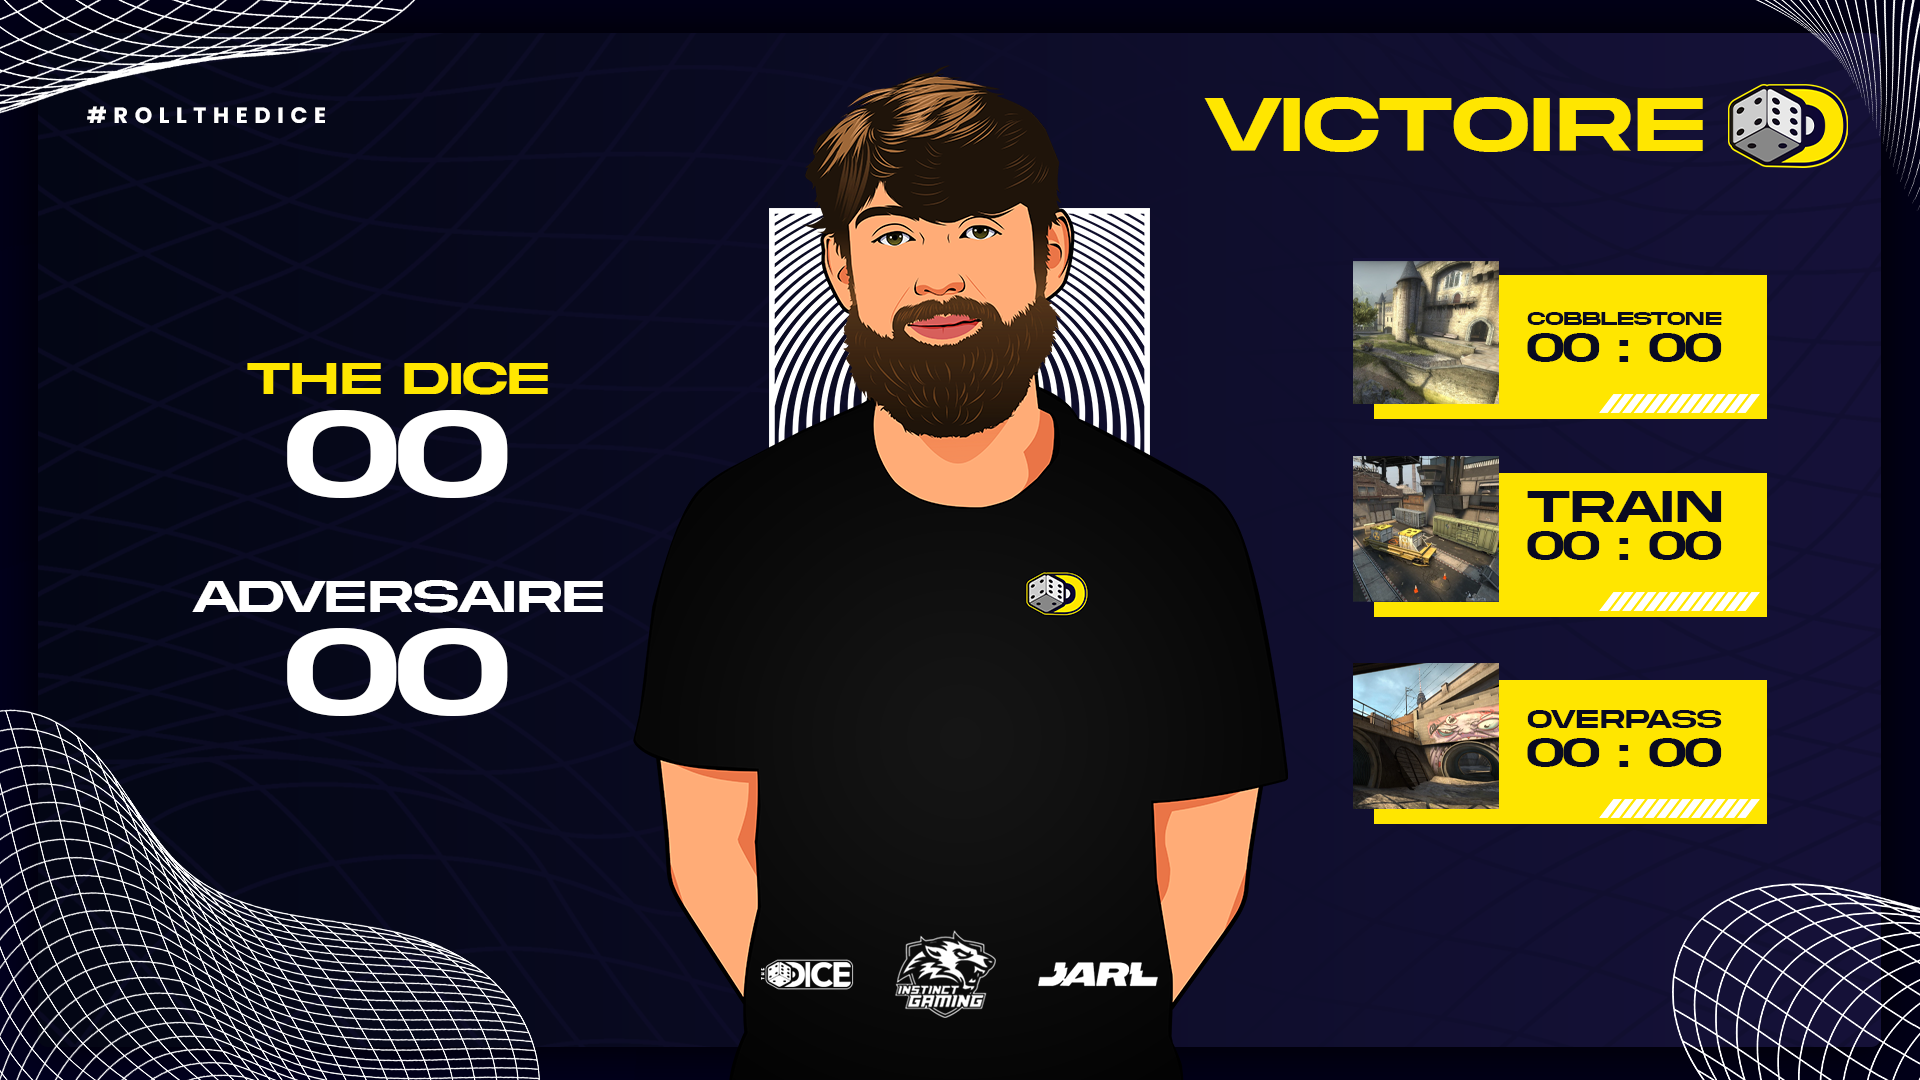 #ROLLTHEDICE
VICTOIRE
THE DICE
00
ADVERSAIRE
00
COBBLESTONE
00 : 00
TRAIN
00 : 00
OVERPASS
00 : 00
THE DICE
INSTINCT
GAMING
JARL